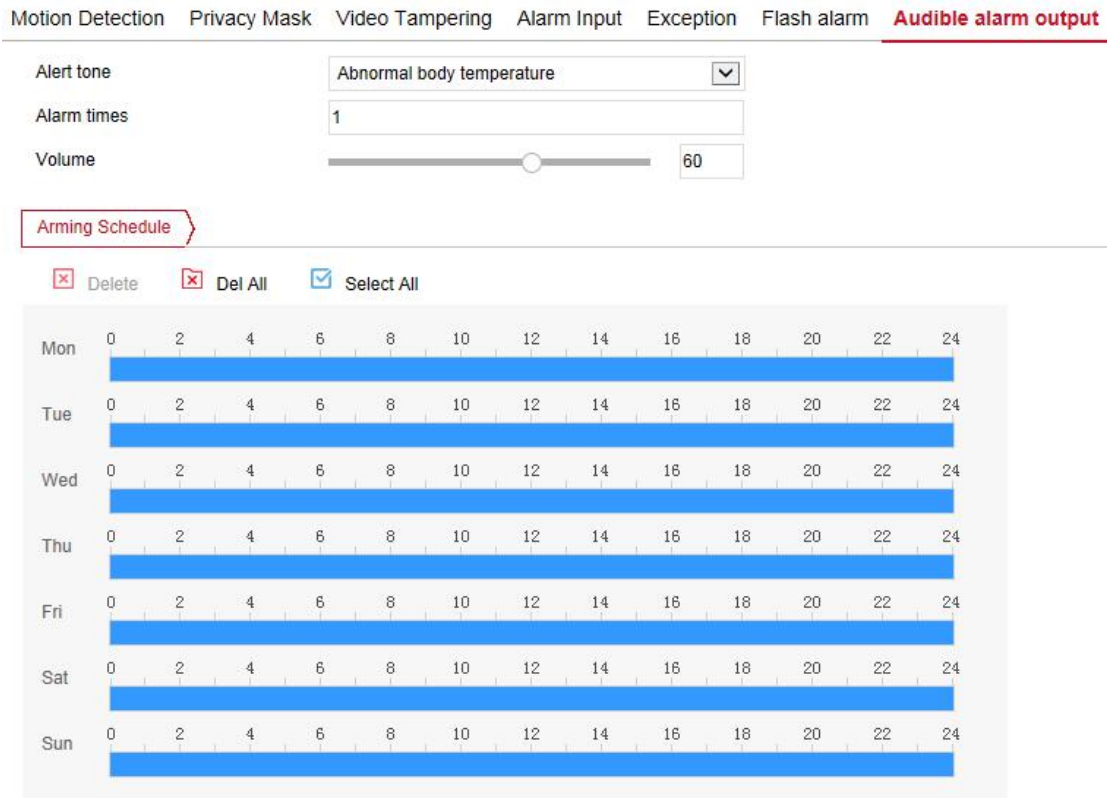 Motion Detection Privacy Mask Video Tampering Alarm Input Exception Flash alarm Audible alarm output
Alert tone Abnormal body temperature
Alarm times 1
Volume 60
Arming Schedule
Delete Del All Select All
0 2 4 6 8 10 12 14 16 18 20 22 24
Mon
0 2 4 6 8 10 12 14 16 18 20 22 24
Tue
0 2 4 6 8 10 12 14 16 18 20 22 24
Wed
0 2 4 6 8 10 12 14 16 18 20 22 24
Thu
0 2 4 6 8 10 12 14 16 18 20 22 24
Fri
0 2 4 6 8 10 12 14 16 18 20 22 24
Sat
0 2 4 6 8 10 12 14 16 18 20 22 24
Sun